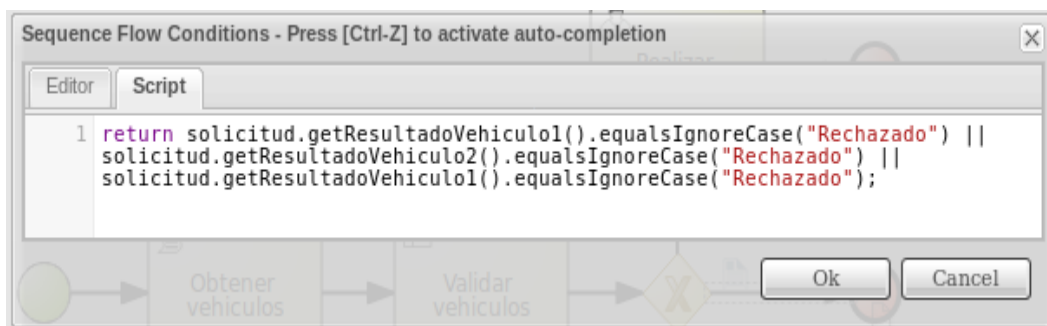 Sequence Flow Conditions - Press [Ctrl-Z] to activate auto-completion
Realizar
Editor
Script
1 return solicitud.getResultadoVehiculo1().equalsIgnoreCase("Rechazado") ||
solicitud.getResultadoVehiculo2().equalsIgnoreCase("Rechazado") ||
solicitud.getResultadoVehiculo1().equalsIgnoreCase("Rechazado");
Obtener
vehiculos
Validar
vehiculos
Ok
Cancel